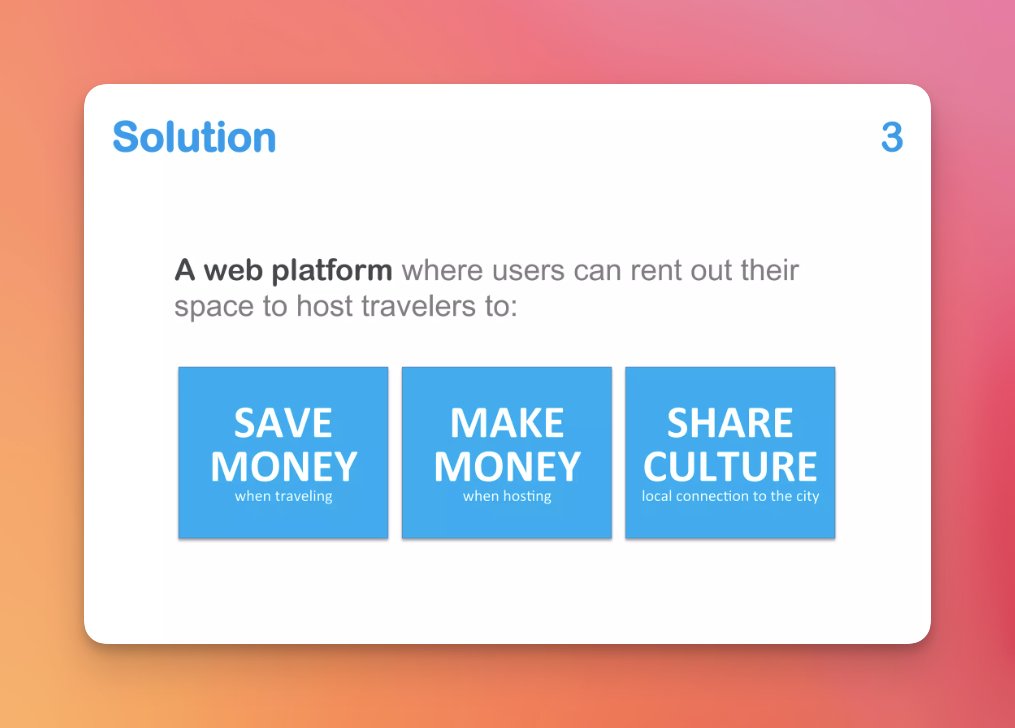 Solution
3
A web platform where users can rent out their
space to host travelers to:
SAVE
MONEY
when traveling
MAKE
MONEY
when hosting
SHARE
CULTURE
local connection to the city